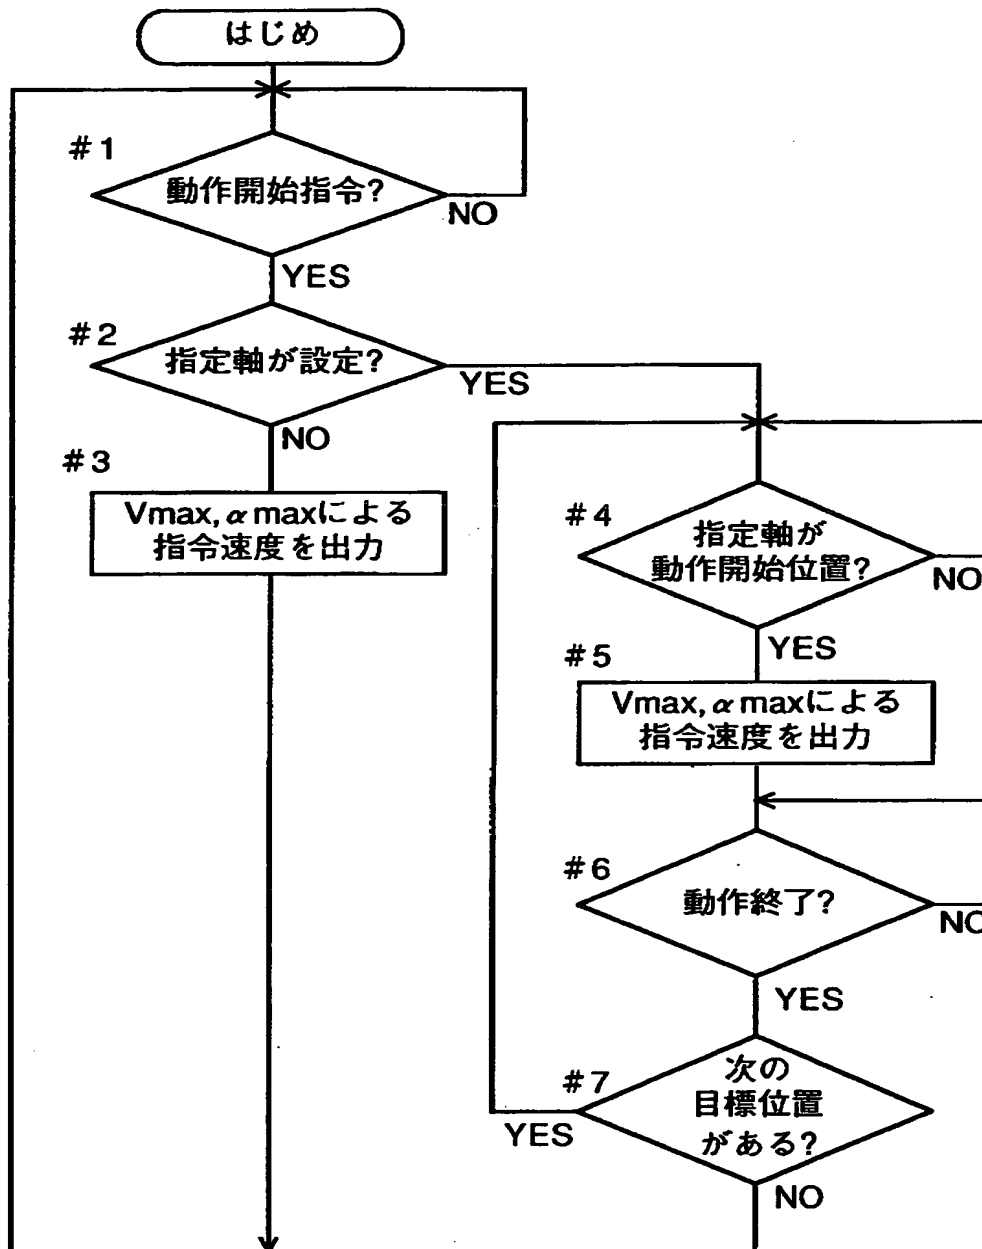 はじめ
#1
動作開始指令?
NO
YES
#2
指定軸が設定?
YES
NO
#3
Vmax,αmaxによる
指令速度を出力
#4
指定軸が
動作開始位置?
NO
YES
#5
Vmax,αmaxによる
指令速度を出力
#6
動作終了?
NO
YES
#7
次の
目標位置
がある?
YES
NO